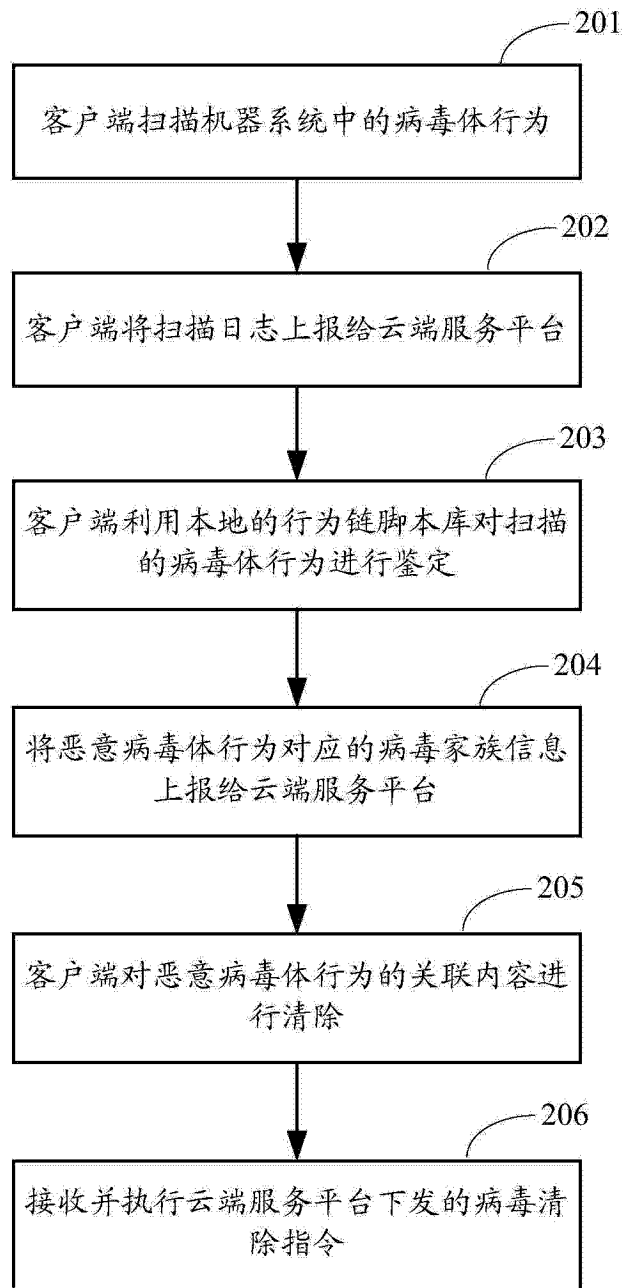 201
客户端扫描机器系统中的病毒体行为
202
客户端将扫描日志上报给云端服务平台
203
客户端利用本地的行为链脚本库对扫描
的病毒体行为进行鉴定
204
将恶意病毒体行为对应的病毒家族信息
上报给云端服务平台
205
客户端对恶意病毒体行为的关联内容进
行清除
206
接收并执行云端服务平台下发的病毒清
除指令